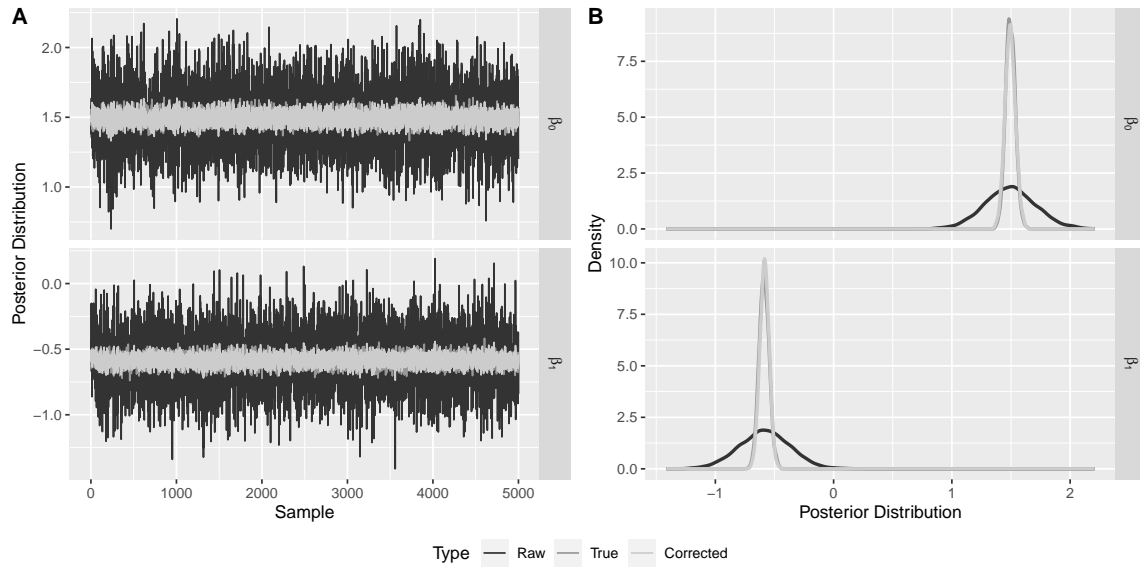 A
Posterior Distribution
2.0
1.5
1.0
β0
0.0
−0.5
−1.0
β1
0 1000 2000 3000 4000 5000
Sample
B
Density
7.5
5.0
2.5
0.0
β0
10.0
7.5
5.0
2.5
0.0
β1
−1 0 1 2
Posterior Distribution
Type Raw True Corrected